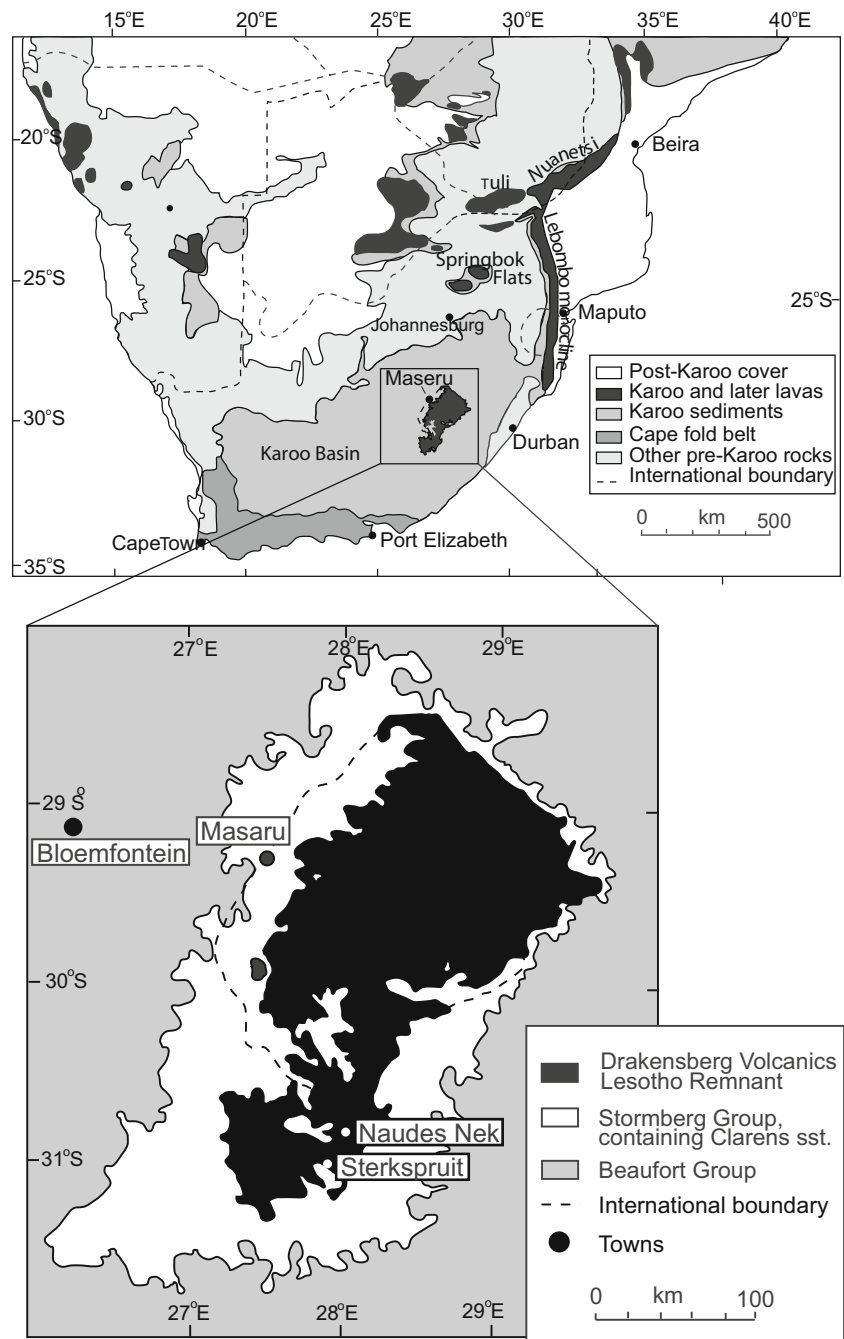 15°E 20°E 25°E 30°E 35°E 40°E
20°S
25°S
30°S
35°S
25°S
Beira
Nuanetsi
Tuli
Lebombo monocline
Springbok
Flats
Maputo
Johannesburg
Maseru
Durban
Karoo Basin
CapeTown
Port Elizabeth
Post-Karoo cover
Karoo and later lavas
Karoo sediments
Cape fold belt
Other pre-Karoo rocks
International boundary
0 km 500
27°E 28°E 29°E
29°S
30°S
31°S
Masaru
Bloemfontein
Naudes Nek
Sterkspruit
27°E 28°E 29°E
Drakensberg Volcanics
Lesotho Remnant
Stormberg Group,
containing Clarens sst.
Beaufort Group
International boundary
Towns
0 km 100